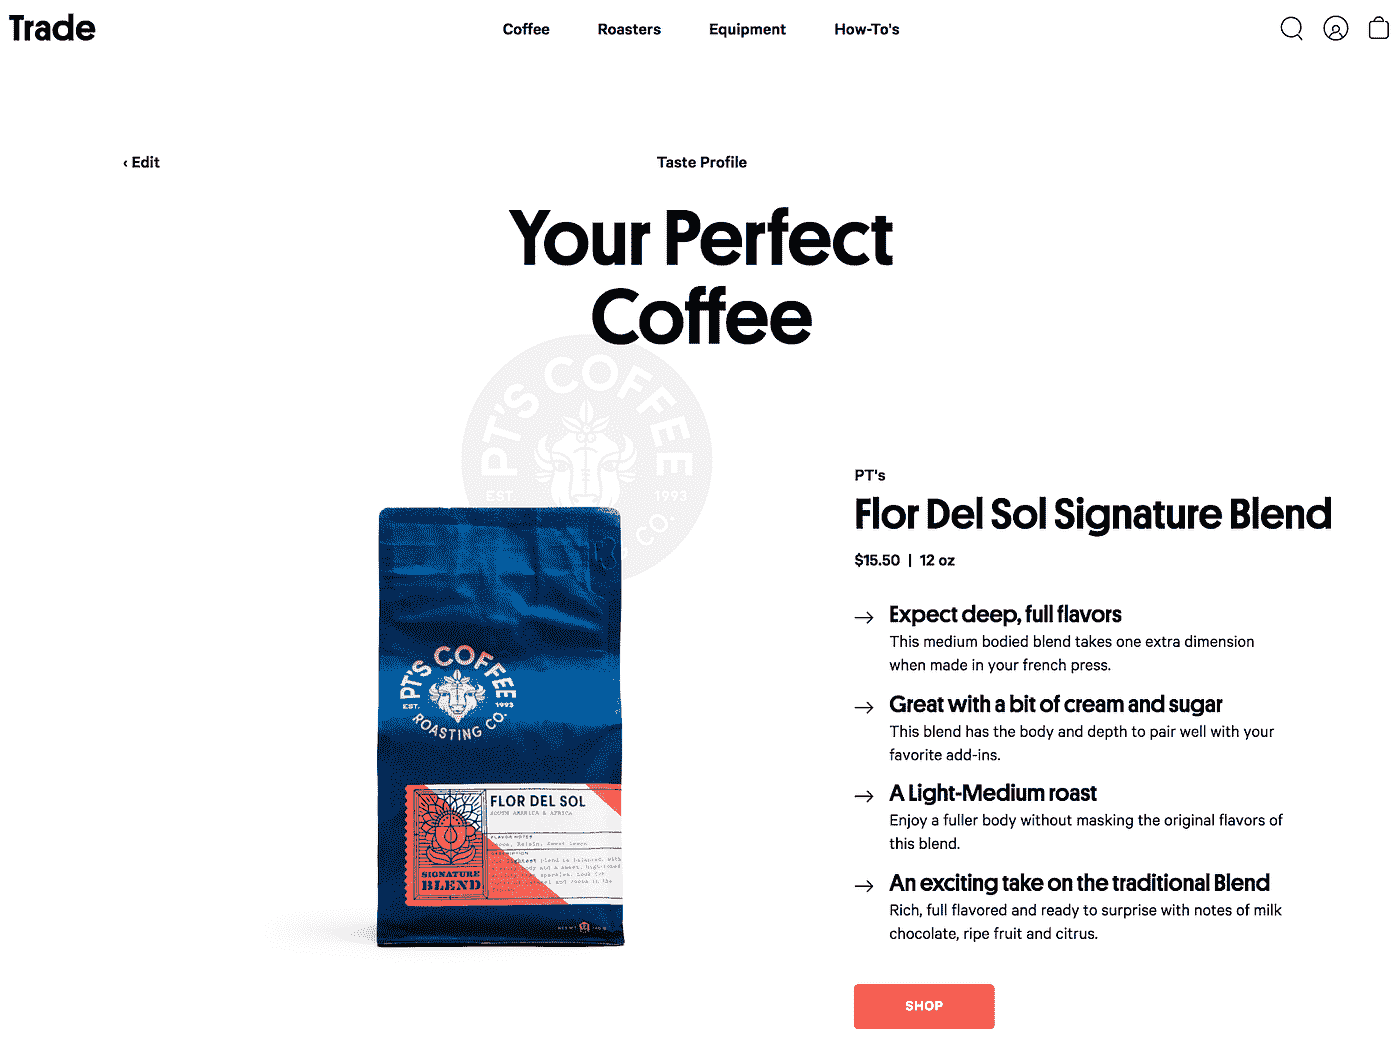 Trade
Coffee
Roasters
Equipment
How-To's
‹ Edit
Taste Profile
Your Perfect
Coffee
PT'S COFFEE
EST.
1993
CO.
PT's
Flor Del Sol Signature Blend
$15.50 | 12 oz
Expect deep, full flavors
This medium bodied blend takes one extra dimension
when made in your french press.
Great with a bit of cream and sugar
This blend has the body and depth to pair well with your
favorite add-ins.
A Light-Medium roast
Enjoy a fuller body without masking the original flavors of
this blend.
An exciting take on the traditional Blend
Rich, full flavored and ready to surprise with notes of milk
chocolate, ripe fruit and citrus.
SHOP
PT'S COFFEE
EST.
1993
ROASTING CO.
FLOR DEL SOL
SOUTH AMERICA & AFRICA
FLAVOR NOTES
SIGNATURE
BLEND